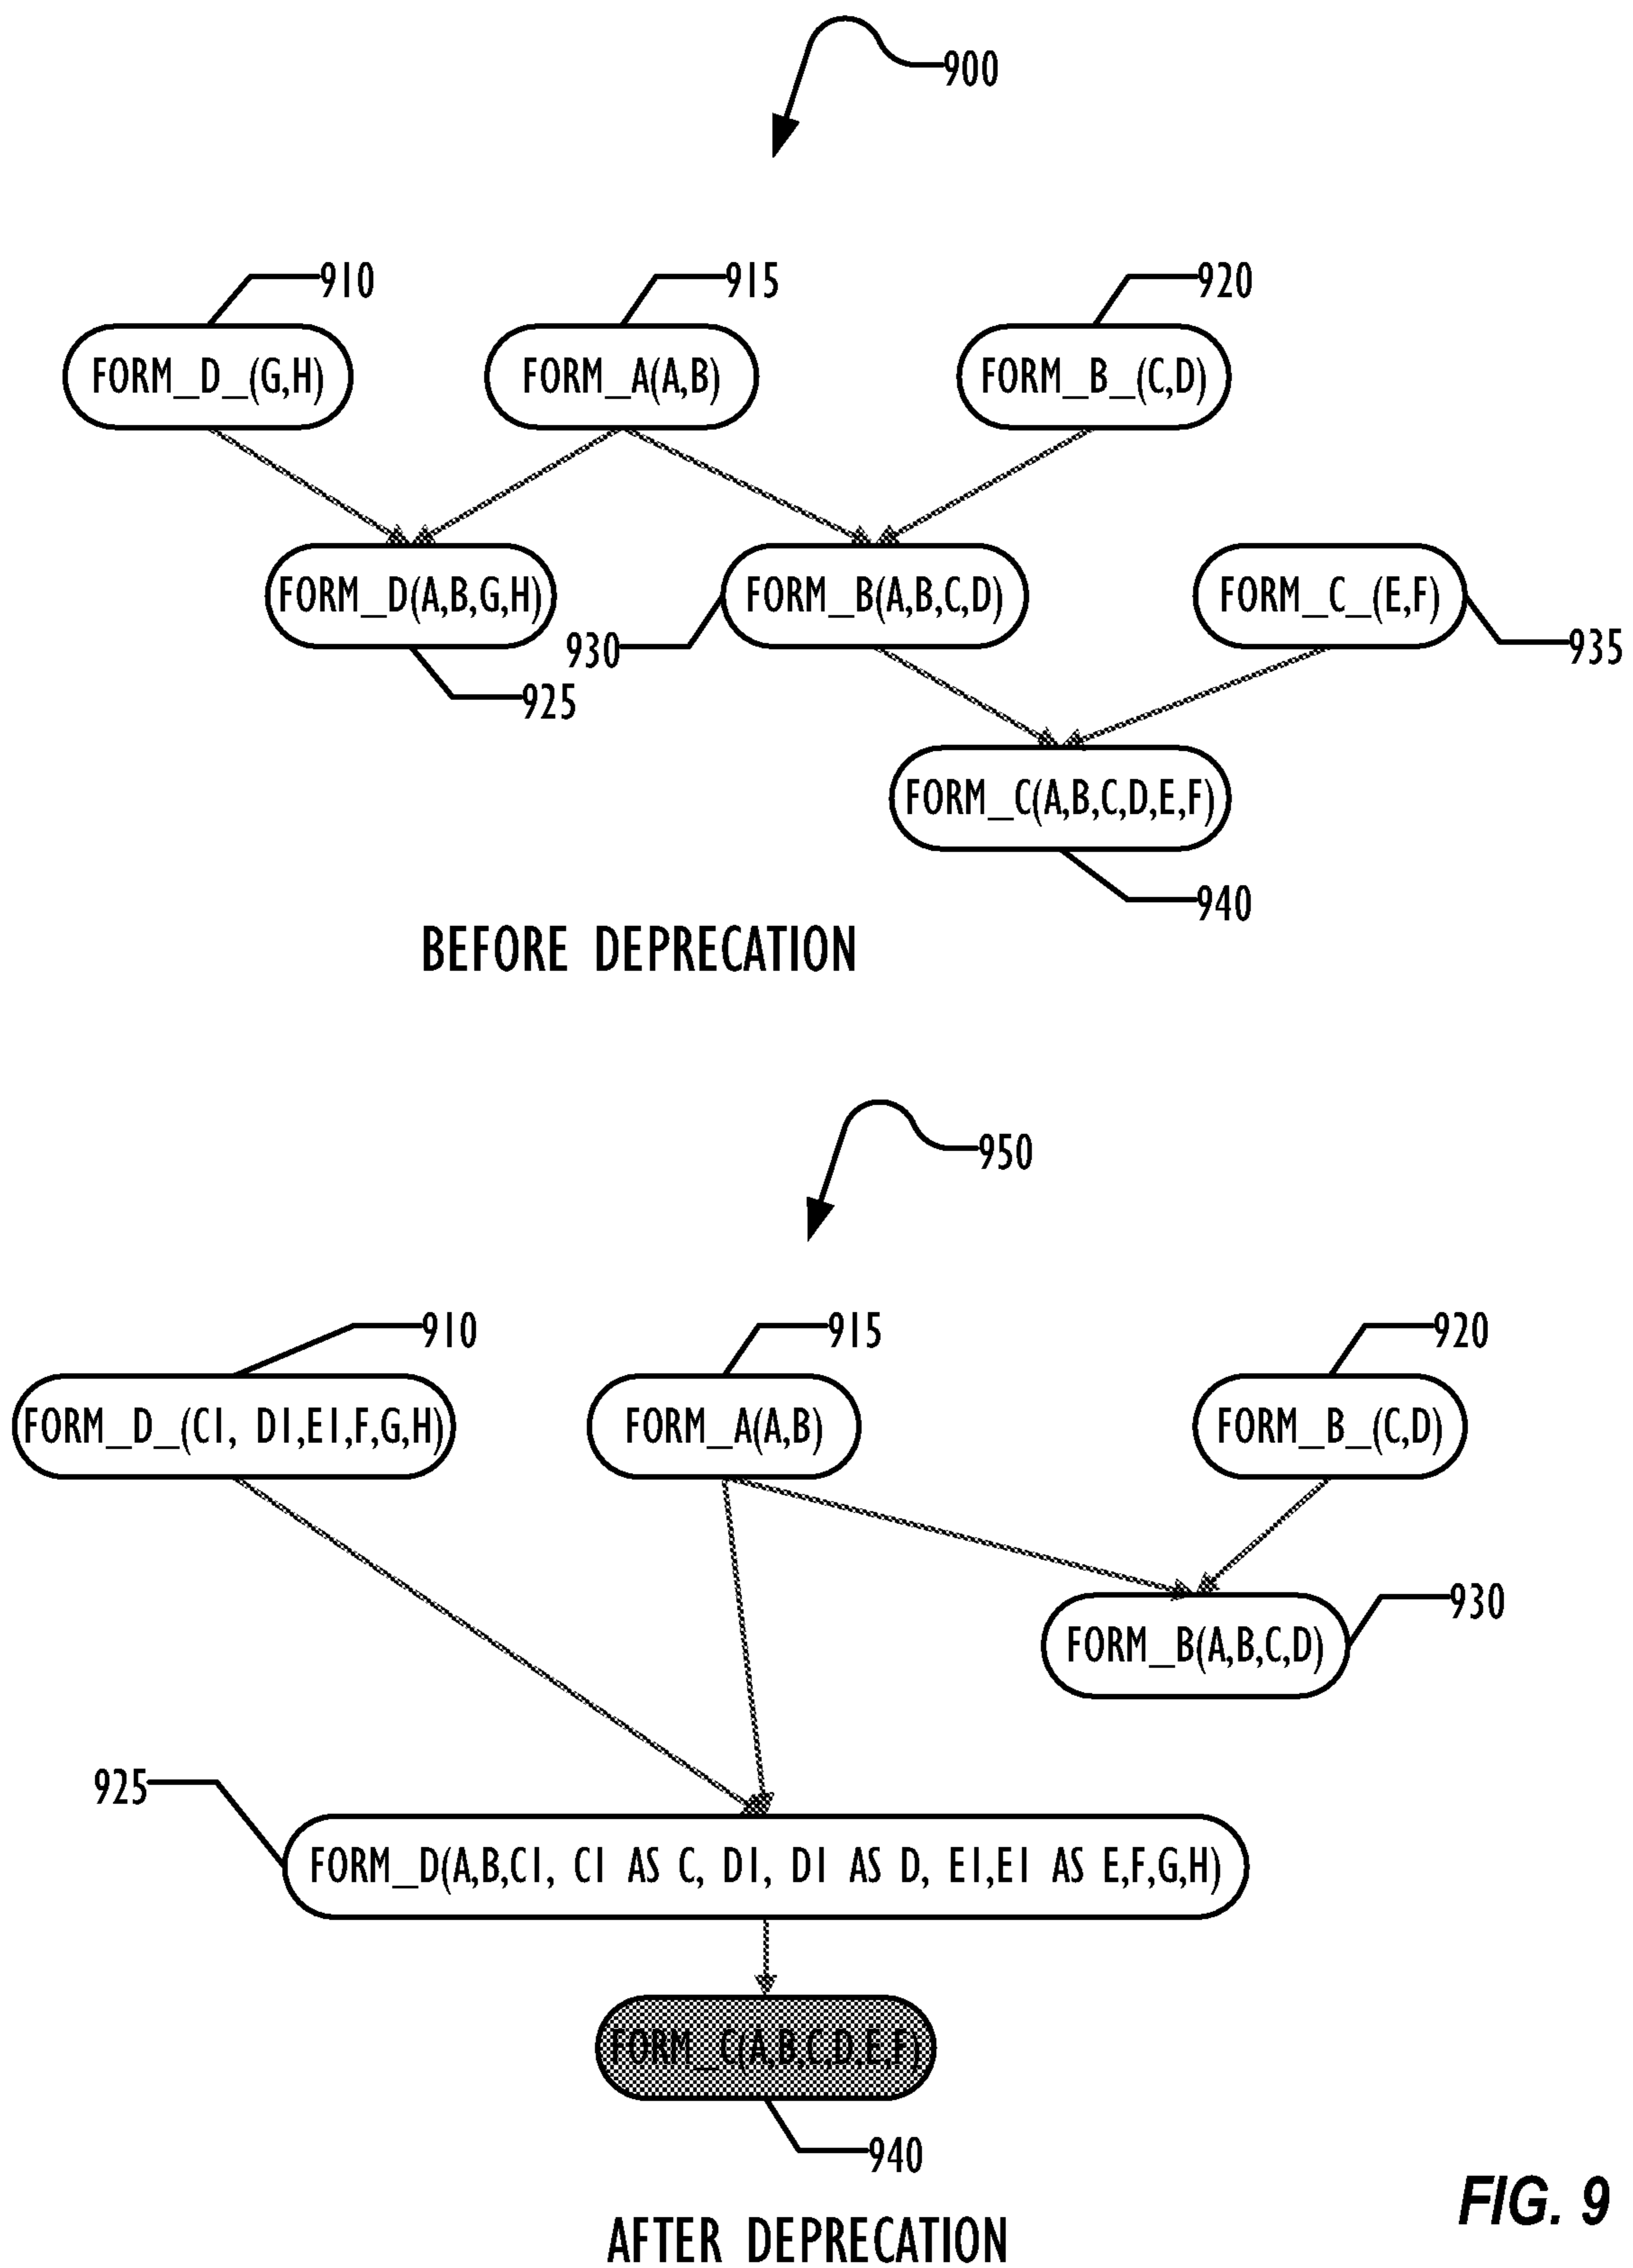 900
910
915
920
FORM_D_(G,H)
FORM_A(A,B)
FORM_B_(C,D)
FORM_D(A,B,G,H)
FORM_B(A,B,C,D)
FORM_C_(E,F)
930
935
925
FORM_C(A,B,C,D,E,F)
940
BEFORE DEPRECATION
950
910
915
920
FORM_D_(C1, D1,E1,F,G,H)
FORM_A(A,B)
FORM_B_(C,D)
930
FORM_B(A,B,C,D)
925
FORM_D(A,B,C1, C1 AS C, D1, D1 AS D, E1,E1 AS E,F,G,H)
FORM_C(A,B,C,D,E,F)
940
AFTER DEPRECATION
FIG. 9